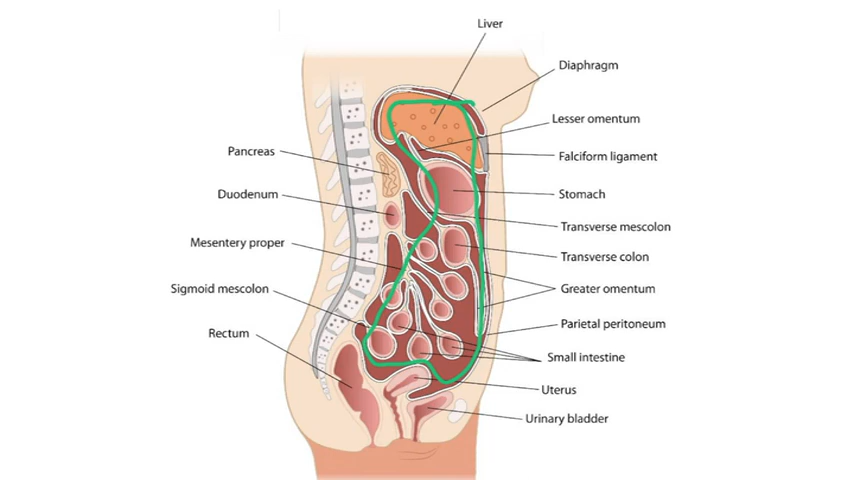 Liver
Diaphragm
Lesser omentum
Pancreas
Falciform ligament
Duodenum
Stomach
Transverse mescolon
Mesentery proper
Transverse colon
Sigmoid mescolon
Greater omentum
Parietal peritoneum
Rectum
Small intestine
Uterus
Urinary bladder